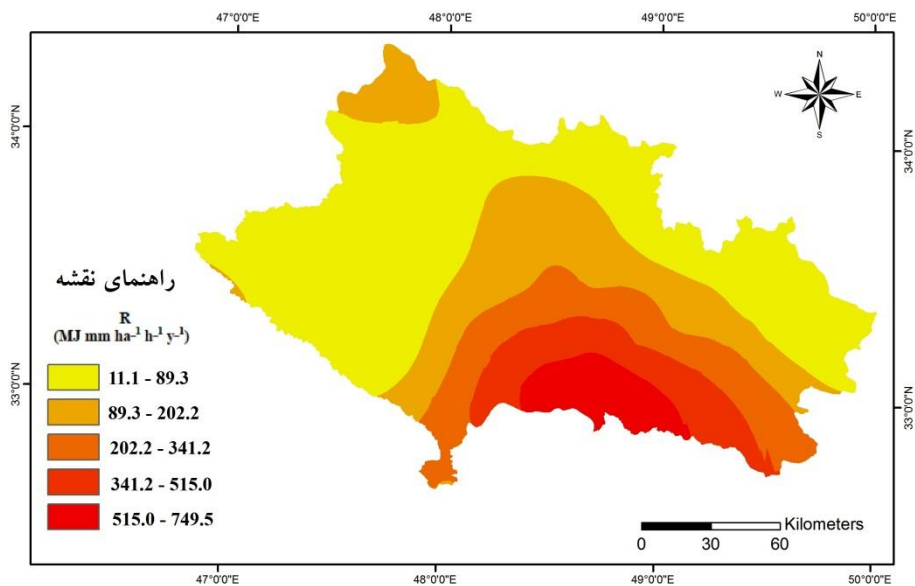 47°0'0"E 48°0'0"E 49°0'0"E 50°0'0"E
N
W E
S
34°0'0"N 34°0'0"N
راهنمای نقشه
R
(MJ mm ha-¹ h-¹ y-¹)
33°0'0"N 33°0'0"N
11.1 - 89.3
89.3 - 202.2
202.2 - 341.2
341.2 - 515.0
515.0 - 749.5
Kilometers
0 30 60
47°0'0"E 48°0'0"E 49°0'0"E 50°0'0"E